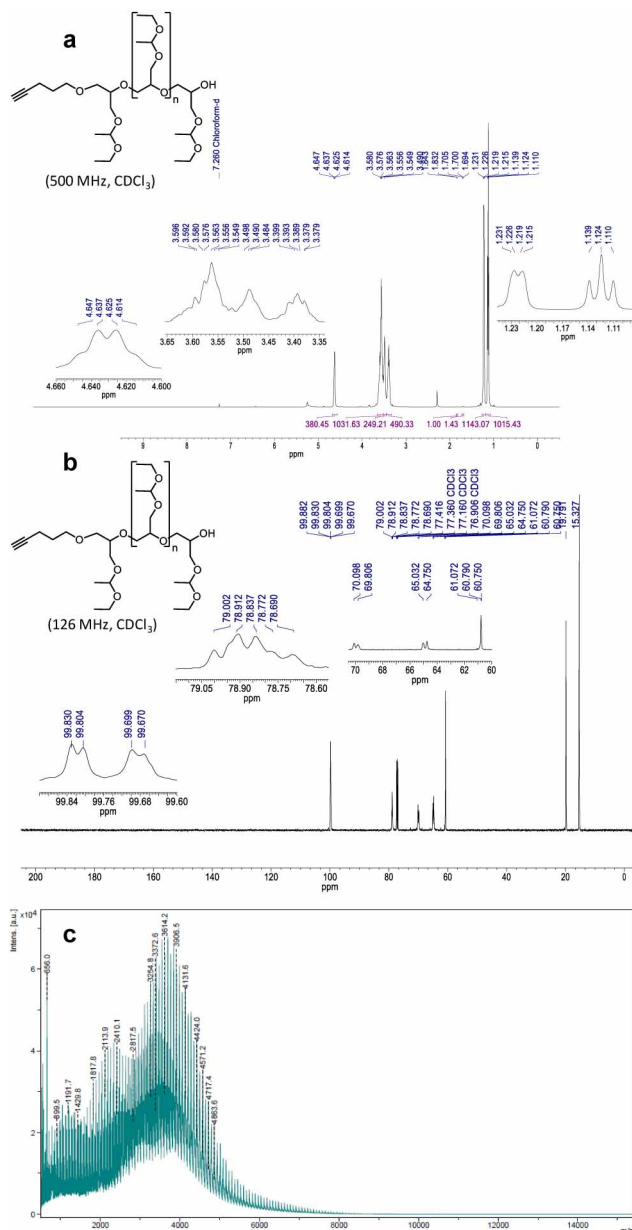 a
O
O
O
O
O
O
O
O
OH
n
(500 MHz, CDCl₃)
7.260 Chloroform-d
4.647
4.637
4.625
4.614
3.580
3.576
3.563
3.556
3.549
1.832
1.705
1.700
1.694
1.231
1.226
1.219
1.215
1.139
1.124
1.110
3.596
3.592
3.580
3.576
3.563
3.556
3.549
3.498
3.490
3.484
3.399
3.393
3.389
3.379
3.379
3.65 3.60 3.55 3.50 3.45 3.40 3.35
ppm
4.647
4.637
4.625
4.614
4.660 4.640 4.620 4.600
ppm
1.231
1.226
1.219
1.215
1.139
1.124
1.110
1.23 1.20 1.17 1.14 1.11
ppm
380.45 1031.63 249.21 490.33 1.00 1.43 1143.07 1015.43
9 8 7 6 5 4 3 2 1 0
ppm
b
O
O
O
O
O
O
O
O
OH
n
(126 MHz, CDCl₃)
99.882
99.830
99.804
99.699
99.670
79.002
78.912
78.837
78.772
78.690
77.416
77.360 CDCl3
77.160 CDCl3
76.906 CDCl3
70.098
69.806
65.032
64.750
61.072
60.790
60.750
19.791
15.327
79.002
78.912
78.837
78.772
78.690
79.05 78.90 78.75 78.60
ppm
70.098
69.806
65.032
64.750
61.072
60.790
60.750
70 68 66 64 62 60
ppm
99.830
99.804
99.699
99.670
99.84 99.76 99.68 99.60
ppm
200 180 160 140 120 100 80 60 40 20 0
ppm
c
Intens. [a.u.]
x10⁴
6
4
2
0
656.0
899.5
1191.7
1429.8
1817.8
2113.9
2410.1
2817.5
3254.8
3372.6
3614.2
3906.5
4131.6
4424.0
4571.2
4717.4
4863.6
2000 4000 6000 8000 10000 12000 14000